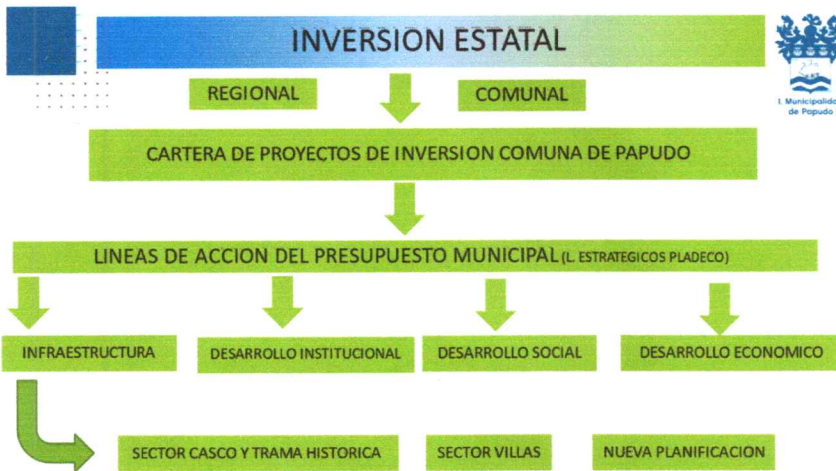 INVERSION ESTATAL
I. Municipalidad
de Papudo
REGIONAL
COMUNAL
CARTERA DE PROYECTOS DE INVERSION COMUNA DE PAPUDO
LINEAS DE ACCION DEL PRESUPUESTO MUNICIPAL (L. ESTRATEGICOS PLADECO)
INFRAESTRUCTURA
DESARROLLO INSTITUCIONAL
DESARROLLO SOCIAL
DESARROLLO ECONOMICO
SECTOR CASCO Y TRAMA HISTORICA
SECTOR VILLAS
NUEVA PLANIFICACION